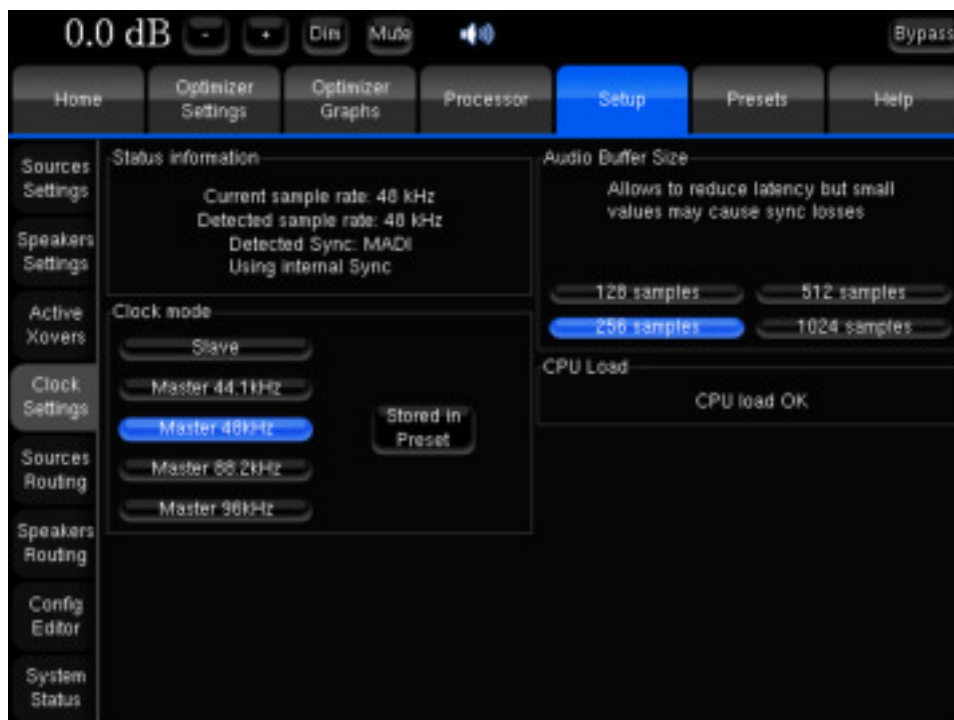 0.0 dB - + Dim Mute Bypass
Home
Optimizer
Settings
Optimizer
Graphs
Processor
Setup
Presets
Help
Sources
Settings
Speakers
Settings
Active
Xovers
Clock
Settings
Sources
Routing
Speakers
Routing
Config
Editor
System
Status
Status information
Current sample rate: 48 kHz
Detected sample rate: 48 kHz
Detected Sync: MADI
Using internal Sync
Clock mode
Slave
Master 44.1kHz
Master 48kHz
Master 88.2kHz
Master 96kHz
Stored in
Preset
Audio Buffer Size
Allows to reduce latency but small
values may cause sync losses
128 samples
512 samples
256 samples
1024 samples
CPU Load
CPU load OK